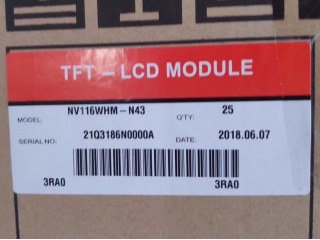 TFT – LCD MODULE
MODEL: NV116WHM – N43 Q'TY: 25
SERIAL NO: 21Q3186N0000A DATE: 2018.06.07
3RA0 3RA0